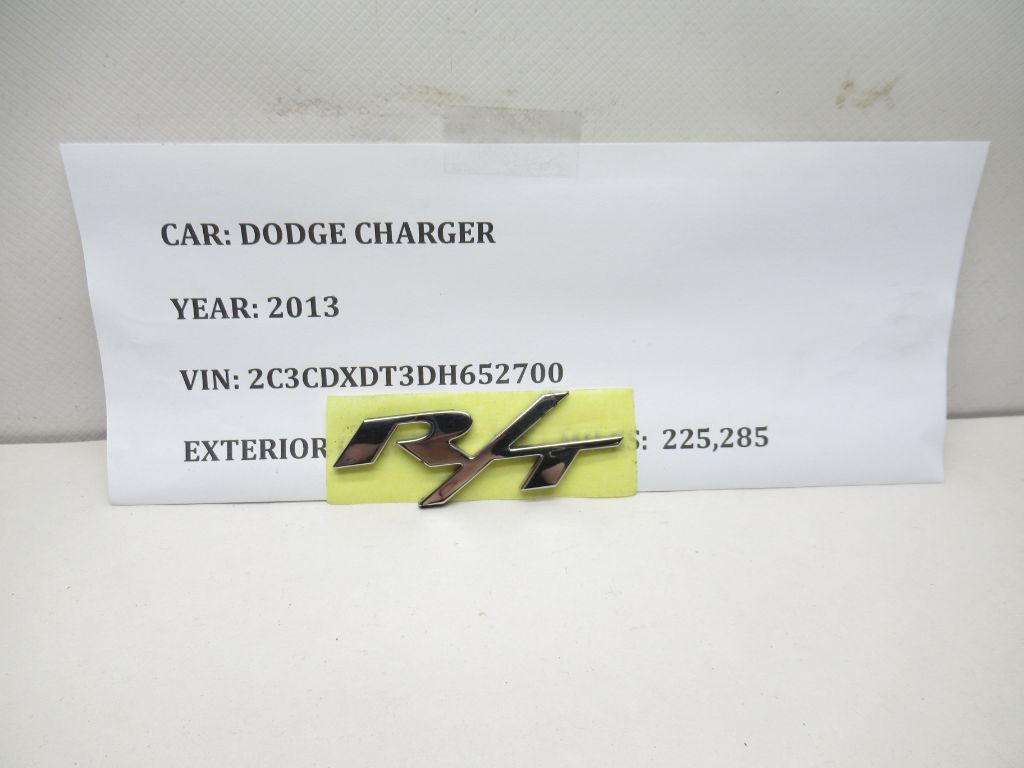 CAR: DODGE CHARGER
YEAR: 2013
VIN: 2C3CDXDT3DH652700
EXTERIOR : 225,285
R/T